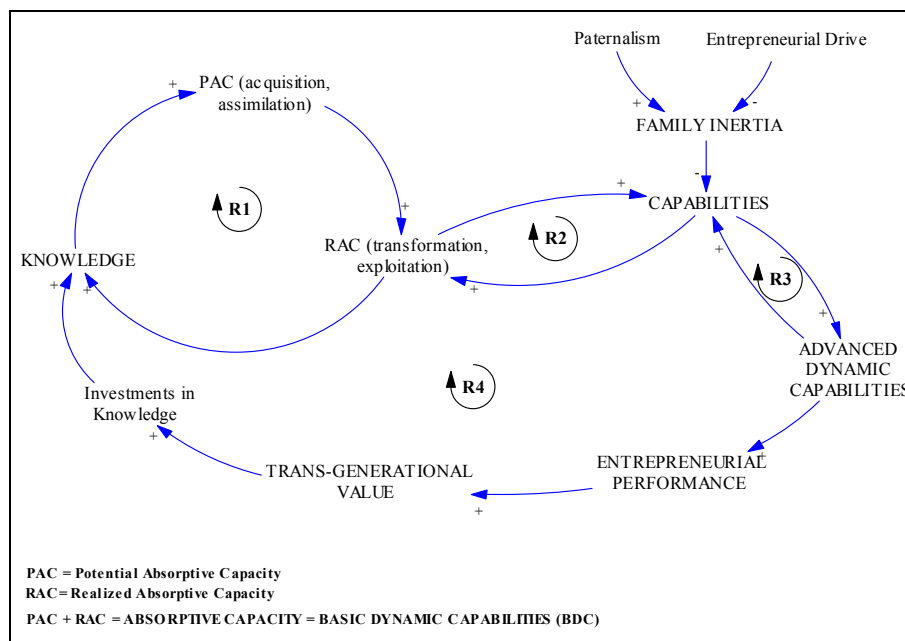 Paternalism
Entrepreneurial Drive
PAC (acquisition,
assimilation)
+
+
-
FAMILY INERTIA
-
+
CAPABILITIES
+
R1
R2
RAC (transformation,
exploitation)
KNOWLEDGE
+
+
+
+
R3
+
ADVANCED
DYNAMIC
CAPABILITIES
R4
Investments in
Knowledge
+
TRANS-GENERATIONAL
VALUE
+
ENTREPRENEURIAL
PERFORMANCE
+
PAC = Potential Absorptive Capacity
RAC= Realized Absorptive Capacity
PAC + RAC = ABSORPTIVE CAPACITY = BASIC DYNAMIC CAPABILITIES (BDC)